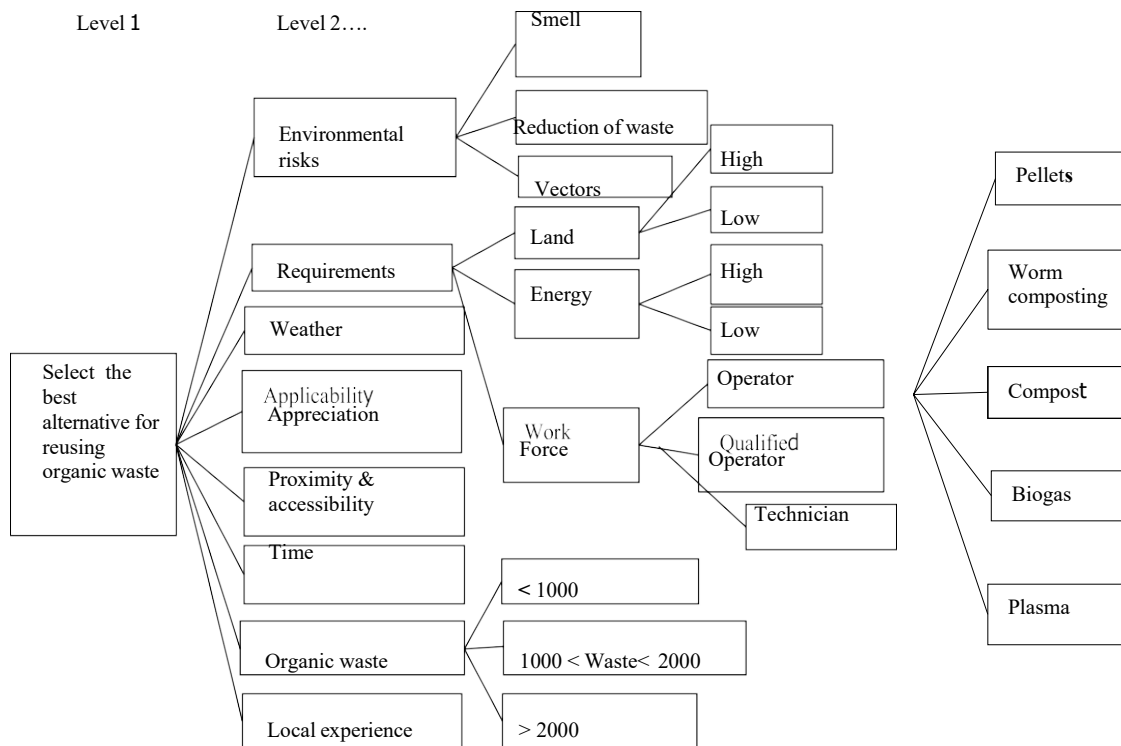 Level 1
Level 2….
Select the
best
alternative for
reusing
organic waste
Environmental
risks
Requirements
Weather
Applicability
Appreciation
Proximity &
accessibility
Time
Organic waste
Local experience
Smell
Reduction of waste
Vectors
Land
Energy
Work
Force
< 1000
1000 < Waste< 2000
> 2000
High
Low
High
Low
Operator
Qualified
Operator
Technician
Pellets
Worm
composting
Compost
Biogas
Plasma